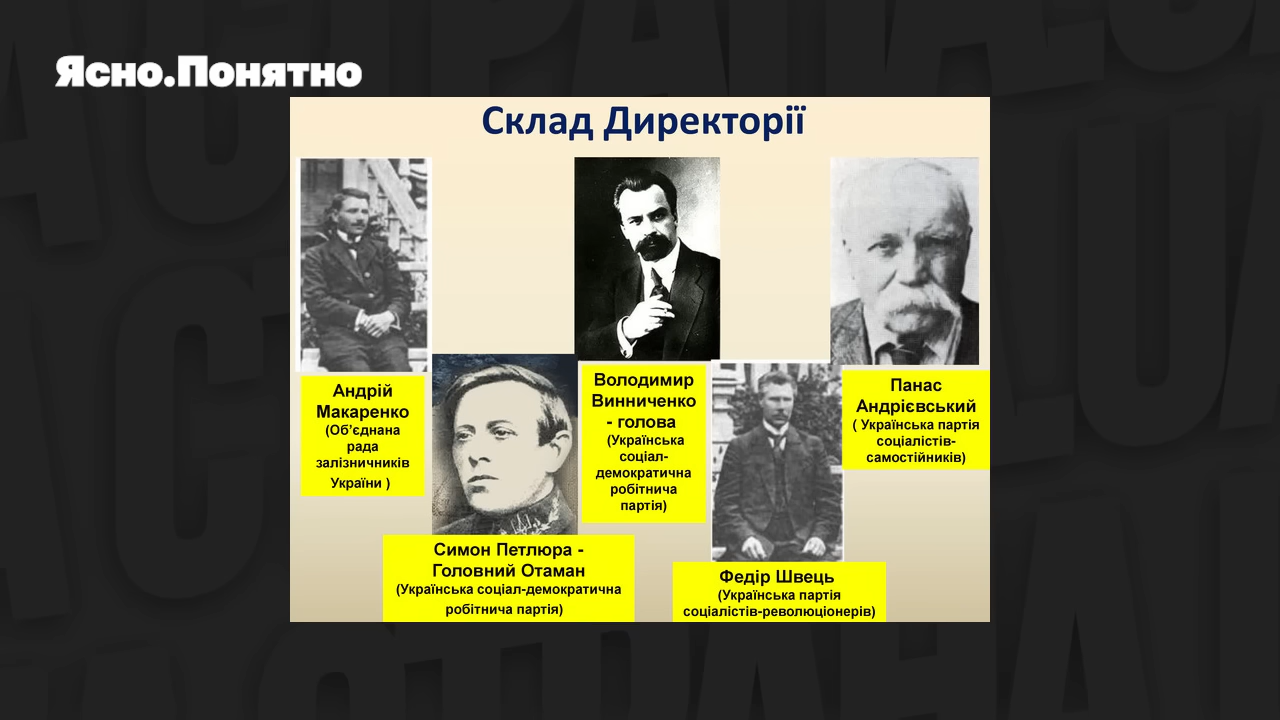 Ясно.Понятно
Склад Директорії
Андрій
Макаренко
(Об'єднана
рада
залізничників
України )
Симон Петлюра -
Головний Отаман
(Українська соціал-демократична
робітнича партія)
Володимир
Винниченко
- голова
(Українська
соціал-
демократична
робітнича
партія)
Федір Швець
(Українська партія
соціалістів-революціонерів)
Панас
Андрієвський
( Українська партія
соціалістів-
самостійників)